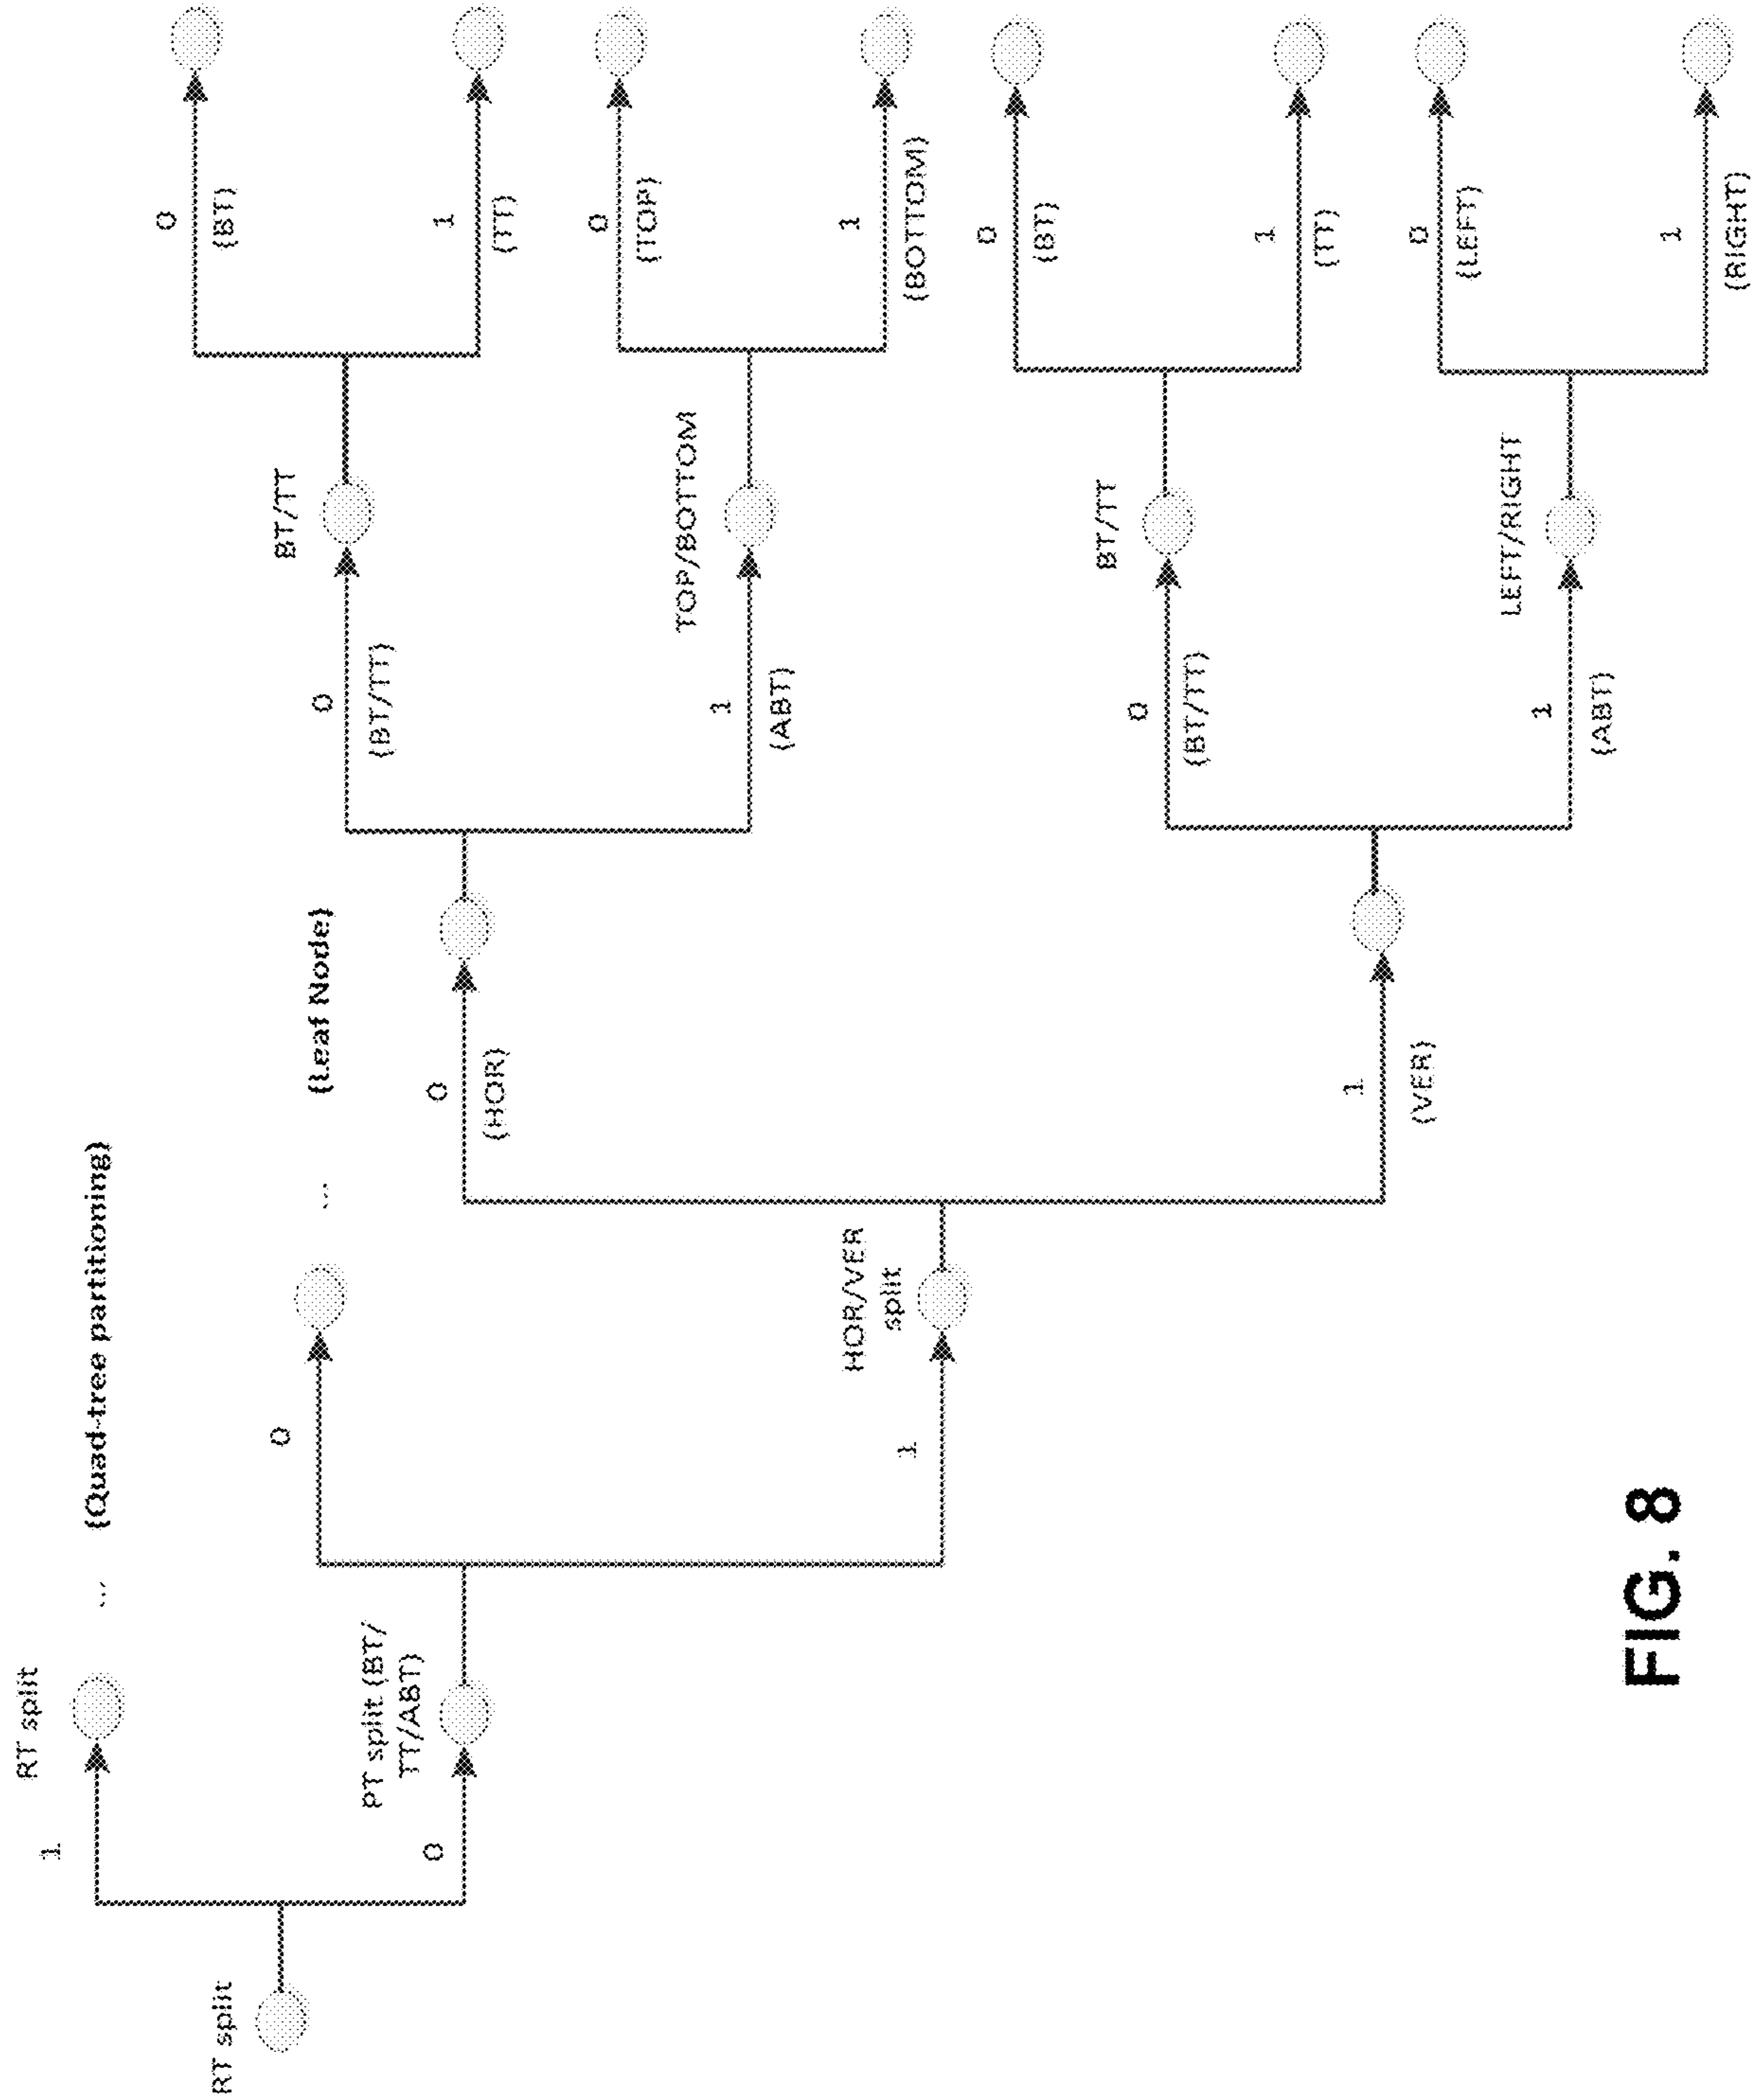 RT split
1
RT split
...
(Quad-tree partitioning)
0
PT split (BT/
TT/ABT)
0
...
(Leaf Node)
1
HOR/VER
split
0
(HOR)
1
(VER)
0
(BT/TT)
BT/TT
1
(ABT)
TOP/BOTTOM
0
(BT/TT)
BT/TT
1
(ABT)
LEFT/RIGHT
0
(BT)
1
(TT)
0
(TOP)
1
(BOTTOM)
0
(BT)
1
(TT)
0
(LEFT)
1
(RIGHT)
FIG. 8